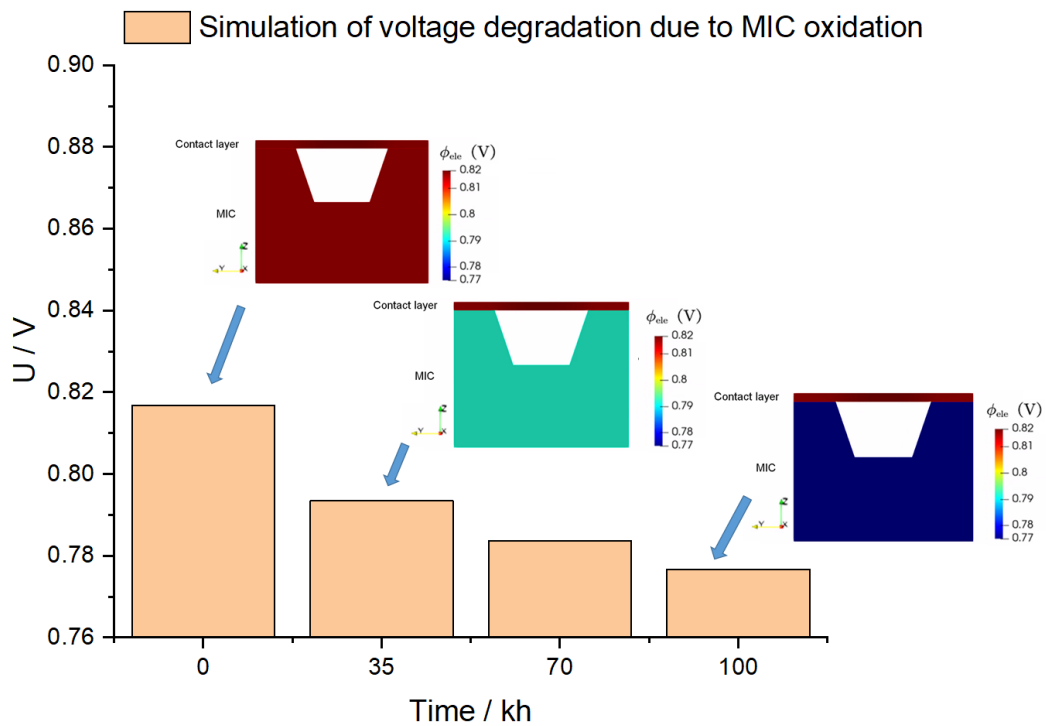 Simulation of voltage degradation due to MIC oxidation
0.90
0.88
0.86
0.84
0.82
0.80
0.78
0.76
U / V
0
35
70
100
Time / kh
Contact layer
MIC
Z
Y
X
ϕele (V)
0.82
0.81
0.8
0.79
0.78
0.77
Contact layer
MIC
Z
Y
X
ϕele (V)
0.82
0.81
0.8
0.79
0.78
0.77
Contact layer
MIC
Z
Y
X
ϕele (V)
0.82
0.81
0.8
0.79
0.78
0.77